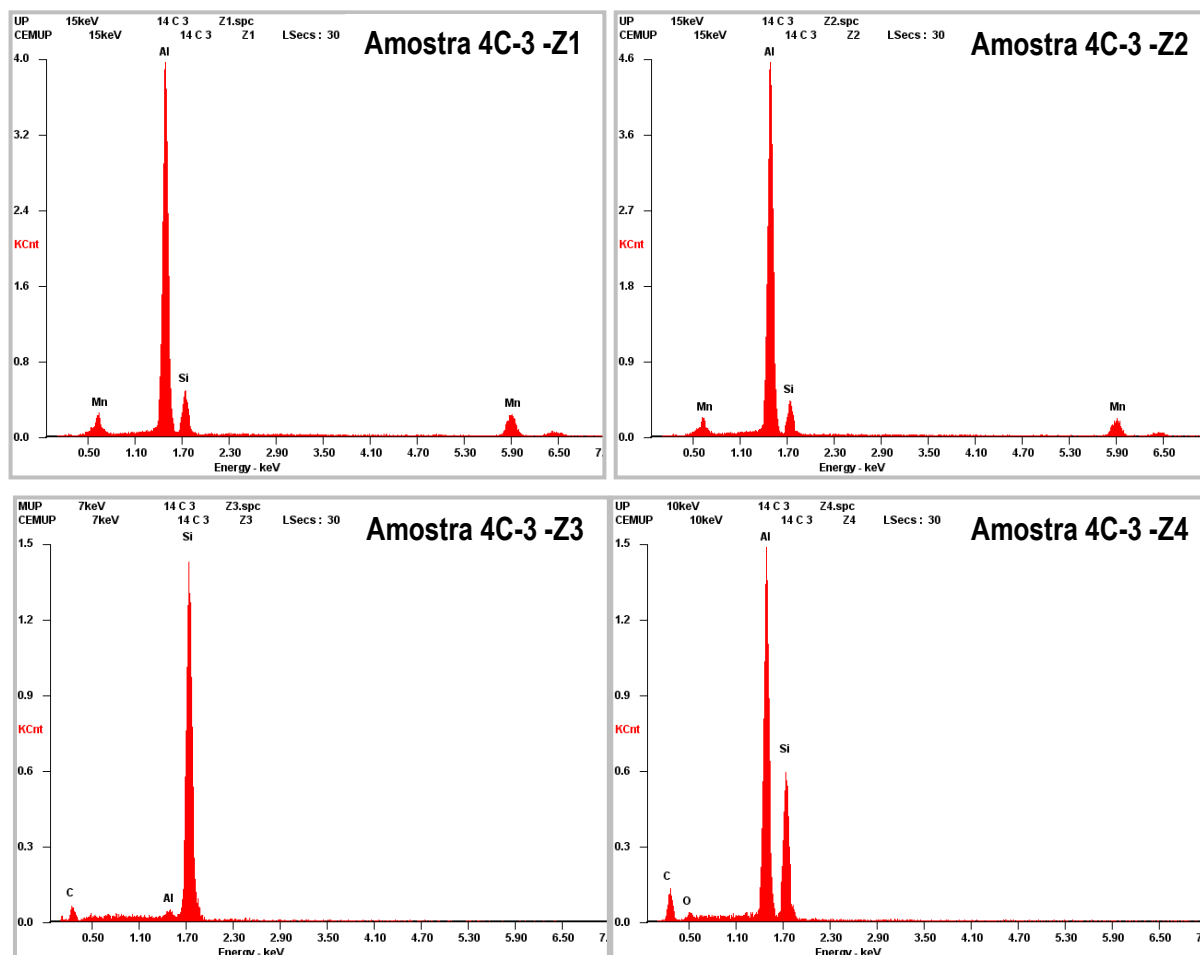 UP 15keV 14 C 3 Z1.spc
CEMUP 15keV 14 C 3 Z1 LSecs : 30
Amostra 4C-3 -Z1
Al
4.0
3.2
2.4
KCnt
1.6
0.8
Si
Mn
Mn
0.0
0.50 1.10 1.70 2.30 2.90 3.50 4.10 4.70 5.30 5.90 6.50 7.
Energy - keV
UP 15keV 14 C 3 Z2.spc
CEMUP 15keV 14 C 3 Z2 LSecs : 30
Amostra 4C-3 -Z2
Al
4.6
3.6
2.7
KCnt
1.8
0.9
Si
Mn
Mn
0.0
0.50 1.10 1.70 2.30 2.90 3.50 4.10 4.70 5.30 5.90 6.50
Energy - keV
MUP 7keV 14 C 3 Z3.spc
CEMUP 7keV 14 C 3 Z3 LSecs : 30
Amostra 4C-3 -Z3
Si
1.5
1.2
0.9
KCnt
0.6
0.3
C
Al
0.0
0.50 1.10 1.70 2.30 2.90 3.50 4.10 4.70 5.30 5.90 6.50 7.
Energy - keV
UP 10keV 14 C 3 Z4.spc
CEMUP 10keV 14 C 3 Z4 LSecs : 30
Amostra 4C-3 -Z4
Al
1.5
1.2
0.9
KCnt
Si
0.6
0.3
C
O
0.0
0.50 1.10 1.70 2.30 2.90 3.50 4.10 4.70 5.30 5.90 6.50 7
Energy - keV